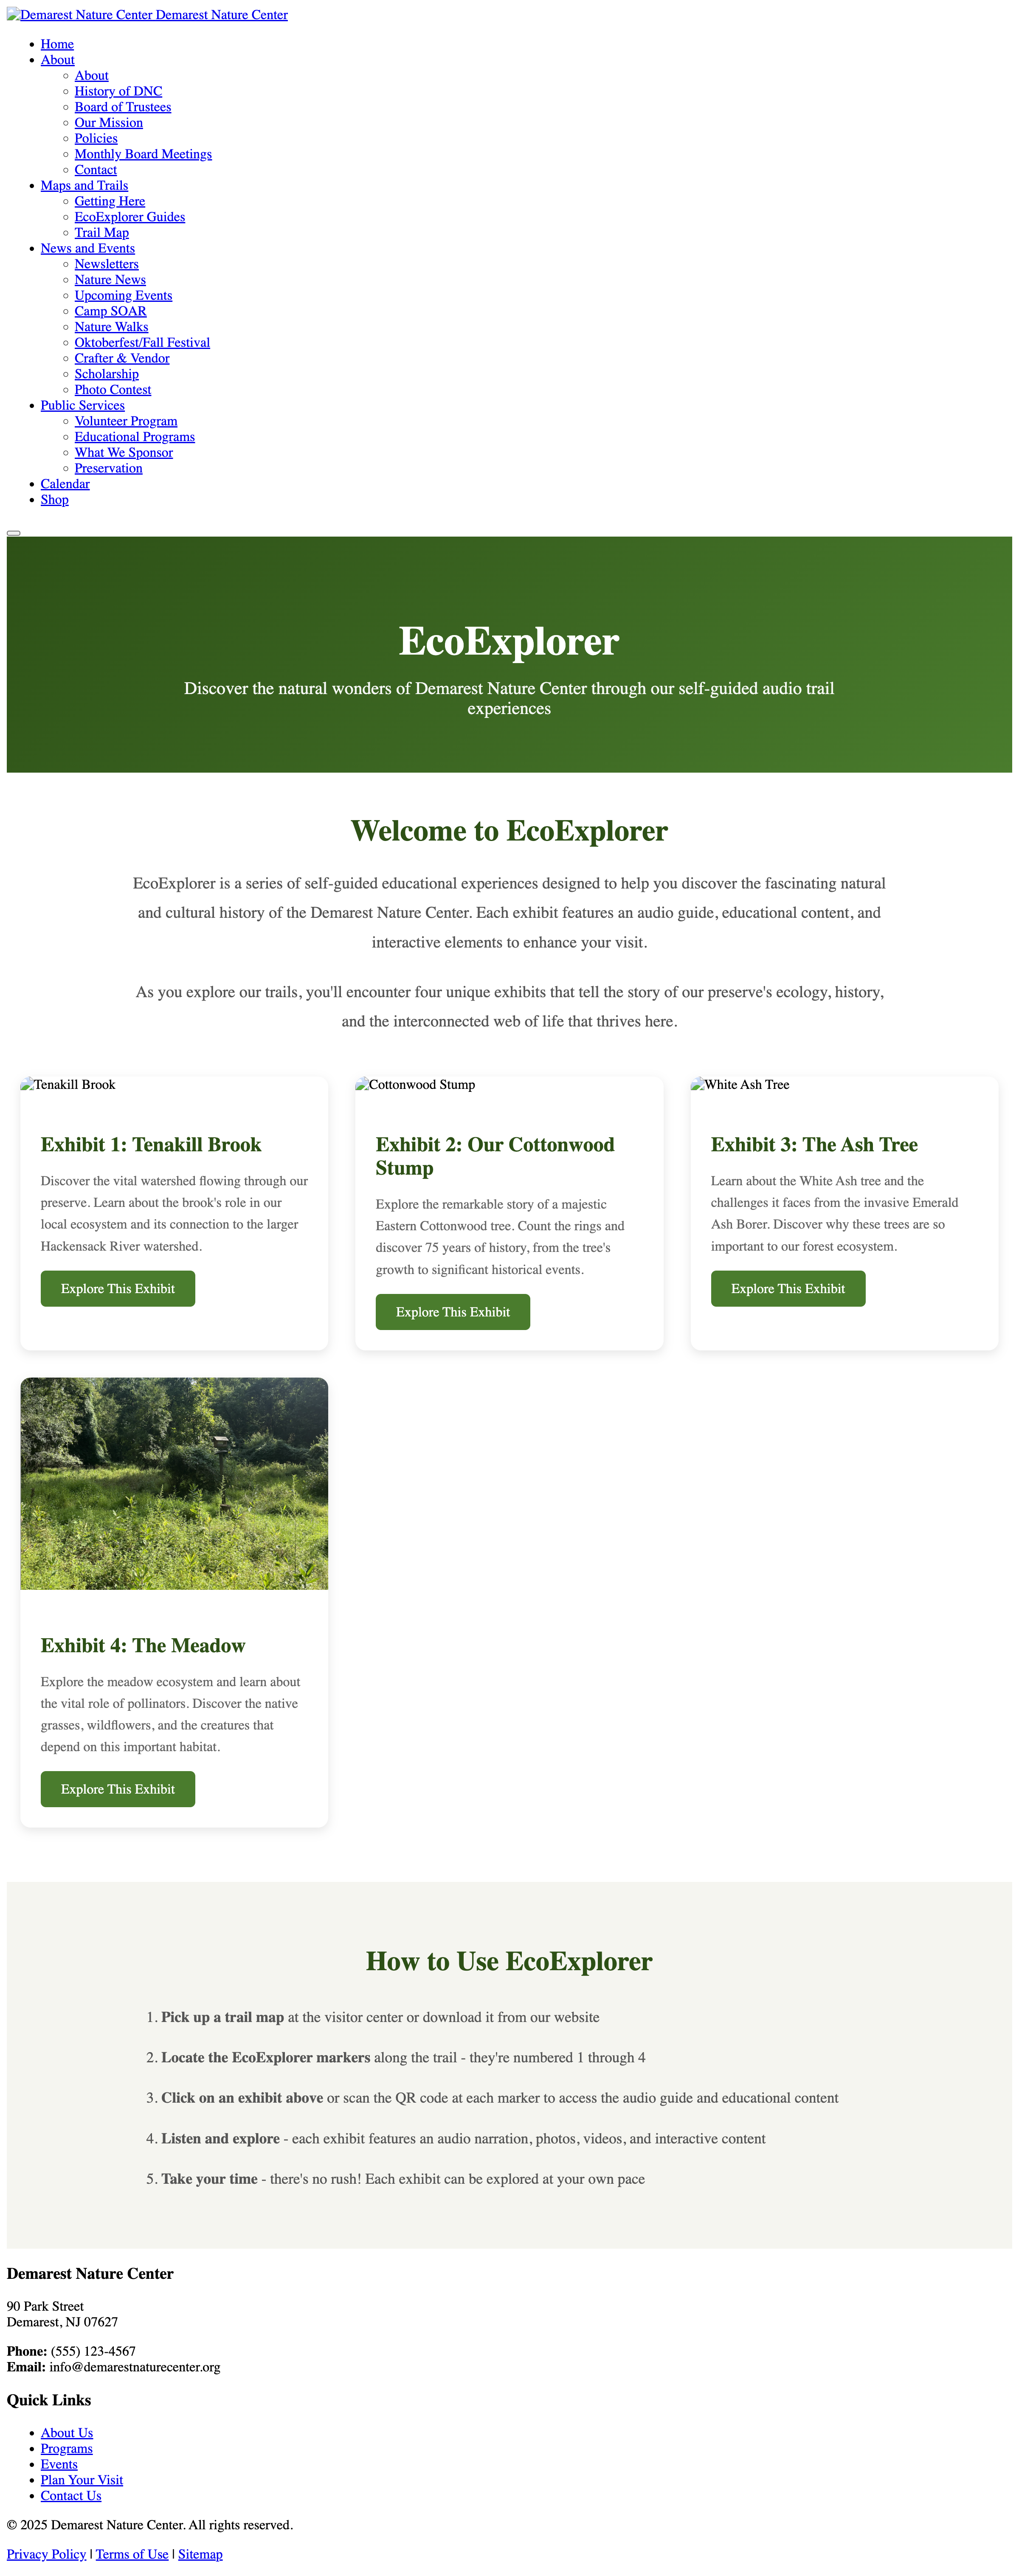 Demarest Nature Center Demarest Nature Center
Home
About
About
History of DNC
Board of Trustees
Our Mission
Policies
Monthly Board Meetings
Contact
Maps and Trails
Getting Here
EcoExplorer Guides
Trail Map
News and Events
Newsletters
Nature News
Upcoming Events
Camp SOAR
Nature Walks
Oktoberfest/Fall Festival
Crafter & Vendor
Scholarship
Photo Contest
Public Services
Volunteer Program
Educational Programs
What We Sponsor
Preservation
Calendar
Shop
EcoExplorer
Discover the natural wonders of Demarest Nature Center through our self-guided audio trail
experiences
Welcome to EcoExplorer
EcoExplorer is a series of self-guided educational experiences designed to help you discover the fascinating natural
and cultural history of the Demarest Nature Center. Each exhibit features an audio guide, educational content, and
interactive elements to enhance your visit.
As you explore our trails, you'll encounter four unique exhibits that tell the story of our preserve's ecology, history,
and the interconnected web of life that thrives here.
Tenakill Brook
Exhibit 1: Tenakill Brook
Discover the vital watershed flowing through our
preserve. Learn about the brook's role in our
local ecosystem and its connection to the larger
Hackensack River watershed.
Explore This Exhibit
Cottonwood Stump
Exhibit 2: Our Cottonwood
Stump
Explore the remarkable story of a majestic
Eastern Cottonwood tree. Count the rings and
discover 75 years of history, from the tree's
growth to significant historical events.
Explore This Exhibit
White Ash Tree
Exhibit 3: The Ash Tree
Learn about the White Ash tree and the
challenges it faces from the invasive Emerald
Ash Borer. Discover why these trees are so
important to our forest ecosystem.
Explore This Exhibit
Exhibit 4: The Meadow
Explore the meadow ecosystem and learn about
the vital role of pollinators. Discover the native
grasses, wildflowers, and the creatures that
depend on this important habitat.
Explore This Exhibit
How to Use EcoExplorer
1. Pick up a trail map at the visitor center or download it from our website
2. Locate the EcoExplorer markers along the trail - they're numbered 1 through 4
3. Click on an exhibit above or scan the QR code at each marker to access the audio guide and educational content
4. Listen and explore - each exhibit features an audio narration, photos, videos, and interactive content
5. Take your time - there's no rush! Each exhibit can be explored at your own pace
Demarest Nature Center
90 Park Street
Demarest, NJ 07627
Phone: (555) 123-4567
Email: info@demarestnaturecenter.org
Quick Links
About Us
Programs
Events
Plan Your Visit
Contact Us
© 2025 Demarest Nature Center. All rights reserved.
Privacy Policy | Terms of Use | Sitemap